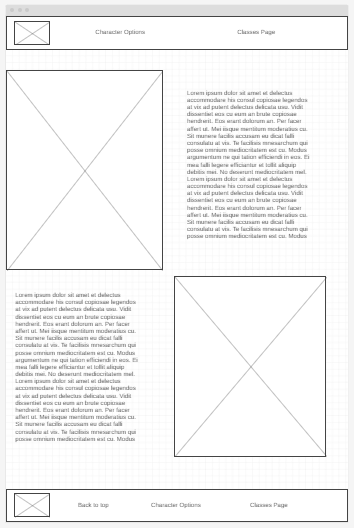 Character Options
Classes Page
Lorem ipsum dolor sit amet et delectus
accommodare his consul copiosae legendos
at vix ad putent delectus delicata usu. Vidit
dissentiet eos cu eum an brute copiosae
hendrerit. Eos erant dolorum an. Per facer
affert ut. Mei iisque mentitum moderatius cu.
Sit munere facilis accusam eu dicat falli
consulatu at vis. Te facilisis mnesarchum qui
posse omnium mediocritatem est cu. Modus
argumentum ne qui tation efficiendi in eos. Ei
mea falli legere efficiantur et tollit aliquip
debitis mei. No deserunt mediocritatem mel.
Lorem ipsum dolor sit amet et delectus
accommodare his consul copiosae legendos
at vix ad putent delectus delicata usu. Vidit
dissentiet eos cu eum an brute copiosae
hendrerit. Eos erant dolorum an. Per facer
affert ut. Mei iisque mentitum moderatius cu.
Sit munere facilis accusam eu dicat falli
consulatu at vis. Te facilisis mnesarchum qui
posse omnium mediocritatem est cu. Modus
Lorem ipsum dolor sit amet et delectus
accommodare his consul copiosae legendos
at vix ad putent delectus delicata usu. Vidit
dissentiet eos cu eum an brute copiosae
hendrerit. Eos erant dolorum an. Per facer
affert ut. Mei iisque mentitum moderatius cu.
Sit munere facilis accusam eu dicat falli
consulatu at vis. Te facilisis mnesarchum qui
posse omnium mediocritatem est cu. Modus
argumentum ne qui tation efficiendi in eos. Ei
mea falli legere efficiantur et tollit aliquip
debitis mei. No deserunt mediocritatem mel.
Lorem ipsum dolor sit amet et delectus
accommodare his consul copiosae legendos
at vix ad putent delectus delicata usu. Vidit
dissentiet eos cu eum an brute copiosae
hendrerit. Eos erant dolorum an. Per facer
affert ut. Mei iisque mentitum moderatius cu.
Sit munere facilis accusam eu dicat falli
consulatu at vis. Te facilisis mnesarchum qui
posse omnium mediocritatem est cu. Modus
Back to top
Character Options
Classes Page